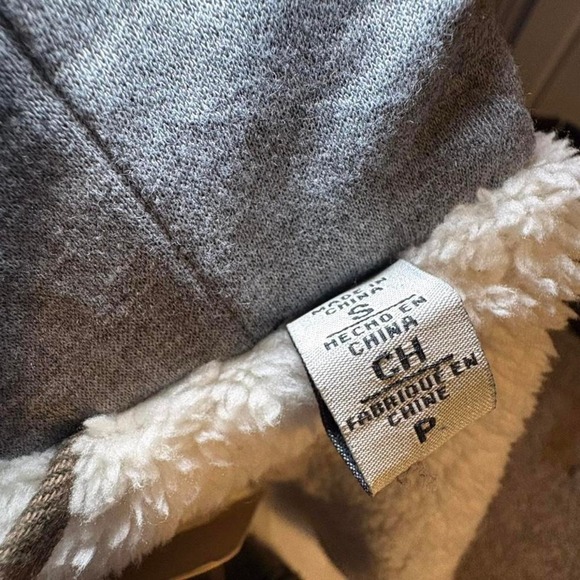 MADE IN
CHINA
S
HECHO EN
CHINA
CH
FABRIQUÉ EN
CHINE
P